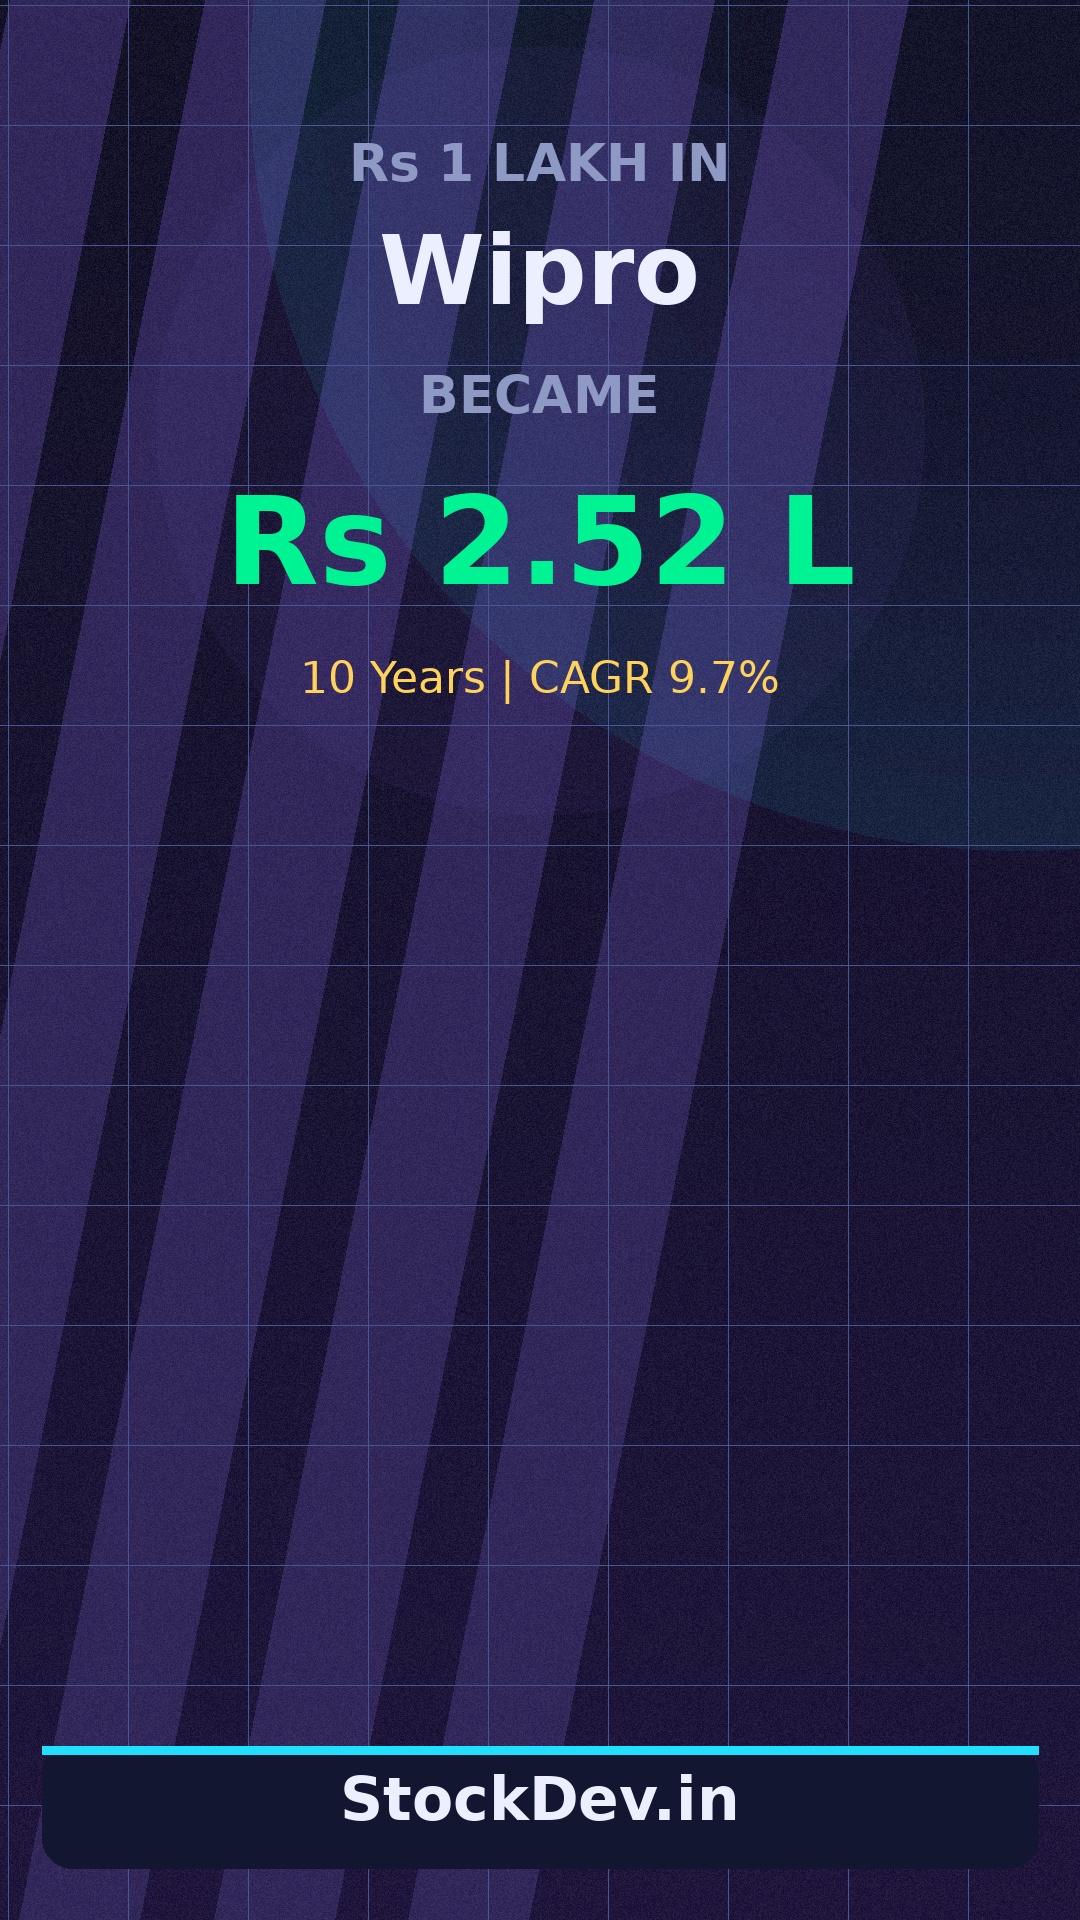 Rs 1 LAKH IN
Wipro
BECAME
Rs 2.52 L
10 Years | CAGR 9.7%
StockDev.in